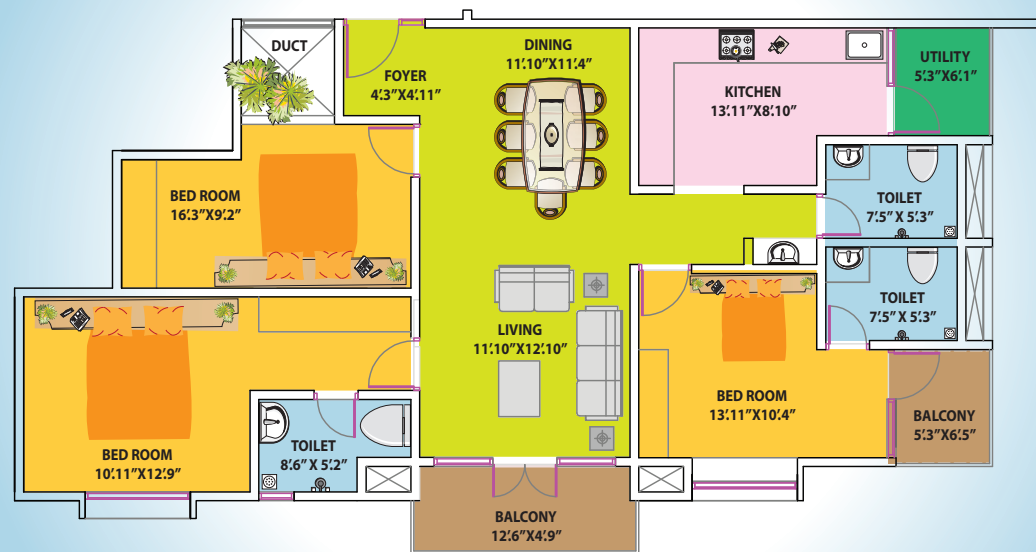 DUCT
FOYER
4'3"X4'11"
DINING
11'10"X11'4"
KITCHEN
13'11"X8'10"
UTILITY
5'3"X6'1"
BED ROOM
16'3"X9'2"
TOILET
7'5" X 5'3"
TOILET
7'5" X 5'3"
LIVING
11'10"X12'10"
BED ROOM
13'11"X10'4"
BALCONY
5'3"X6'5"
BED ROOM
10'11"X12'9"
TOILET
8'6" X 5'2"
BALCONY
12'6"X4'9"